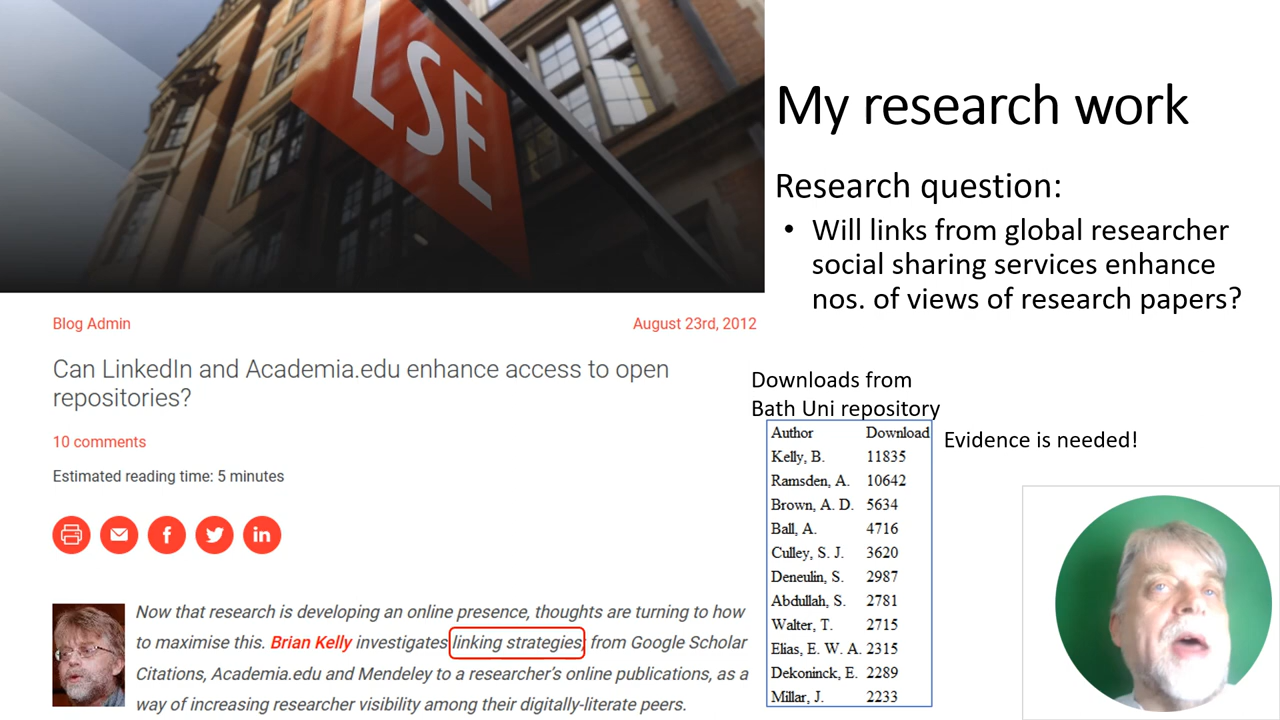 LSE
My research work
Research question:
• Will links from global researcher
social sharing services enhance
nos. of views of research papers?
Blog Admin
August 23rd, 2012
Can LinkedIn and Academia.edu enhance access to open
repositories?
10 comments
Estimated reading time: 5 minutes
f
in
Now that research is developing an online presence, thoughts are turning to how
to maximise this. Brian Kelly investigates linking strategies, from Google Scholar
Citations, Academia.edu and Mendeley to a researcher's online publications, as a
way of increasing researcher visibility among their digitally-literate peers.
Downloads from
Bath Uni repository
Author Download
Kelly, B. 11835
Ramsden, A. 10642
Brown, A. D. 5634
Ball, A. 4716
Culley, S. J. 3620
Deneulin, S. 2987
Abdullah, S. 2781
Walter, T. 2715
Elias, E. W. A. 2315
Dekoninck, E. 2289
Millar, J. 2233
Evidence is needed!